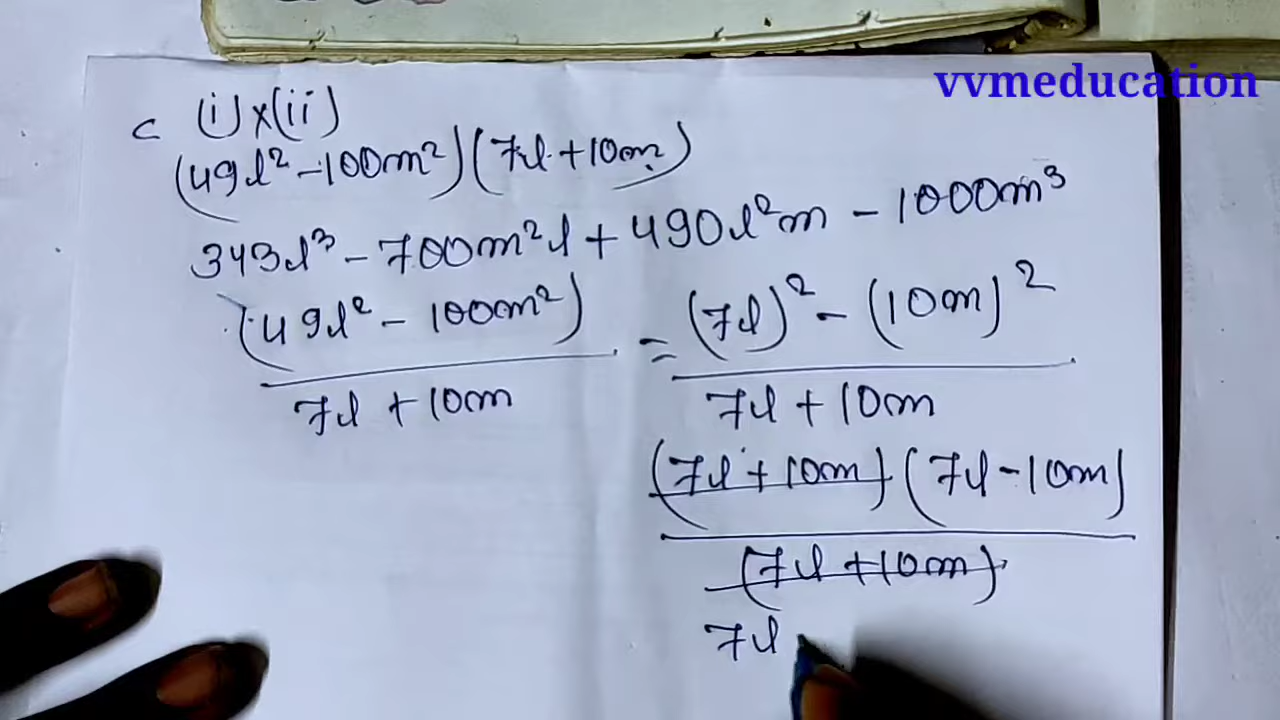 vvmeducation
c (i)x(ii)
(49l² - 100m²)(7l + 10m)
343l³ - 700m²l + 490l²m - 1000m³
(49l² - 100m²) / 7l + 10m = (7l)² - (10m)² / 7l + 10m
(7l + 10m)(7l - 10m)
(7l + 10m)
7l